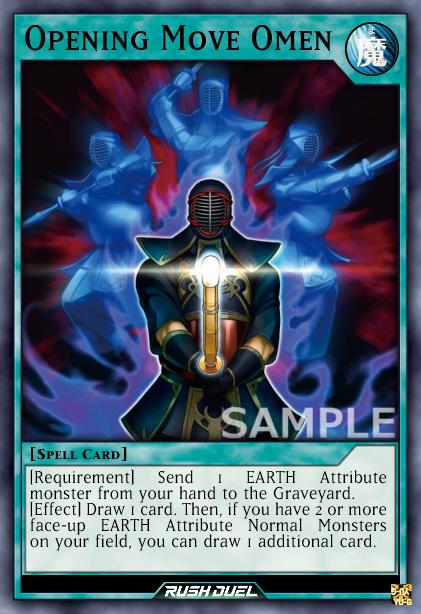 Opening Move Omen
ま
魔
SAMPLE
[Spell Card]
[Requirement] Send 1 EARTH Attribute
monster from your hand to the Graveyard.
[Effect] Draw 1 card. Then, if you have 2 or more
face-up EARTH Attribute Normal Monsters
on your field, you can draw 1 additional card.
RUSH DUEL